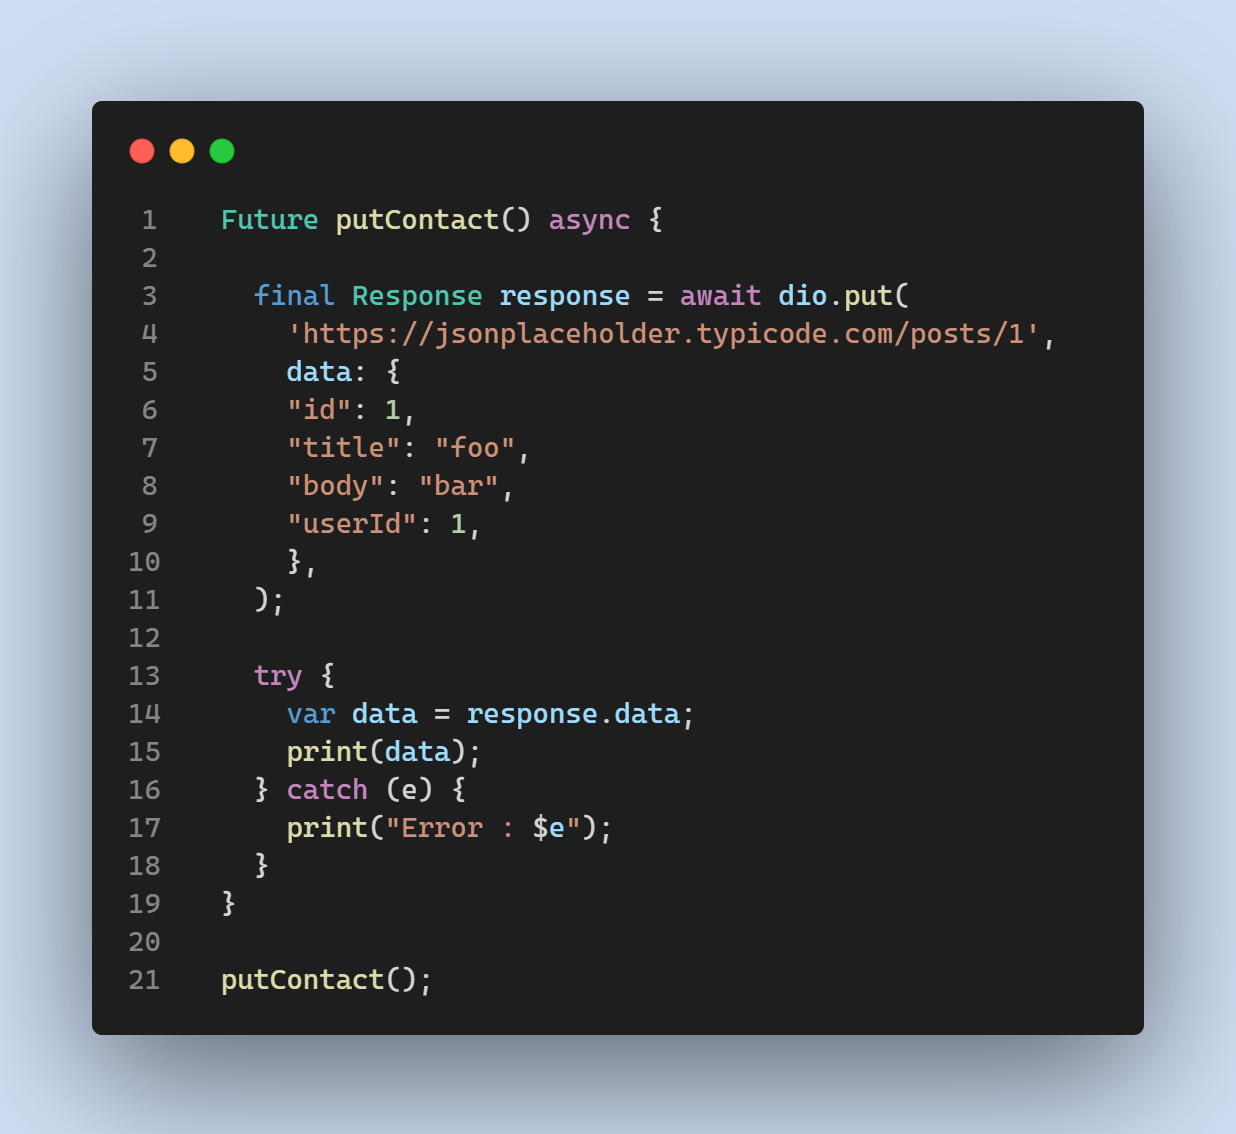 1 Future putContact() async {
2
3 final Response response = await dio.put(
4 'https://jsonplaceholder.typicode.com/posts/1',
5 data: {
6 "id": 1,
7 "title": "foo",
8 "body": "bar",
9 "userId": 1,
10 },
11 );
12
13 try {
14 var data = response.data;
15 print(data);
16 } catch (e) {
17 print("Error : $e");
18 }
19 }
20
21 putContact();